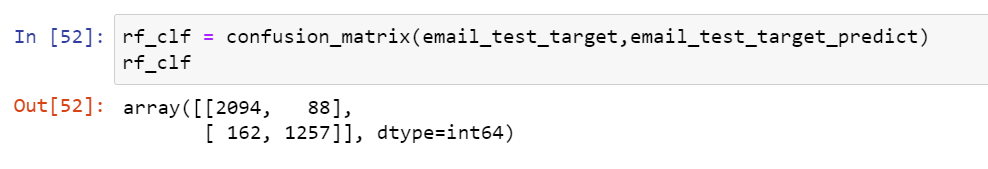 In [52]: rf_clf = confusion_matrix(email_test_target,email_test_target_predict)
rf_clf
Out[52]: array([[2094,   88],
       [ 162, 1257]], dtype=int64)